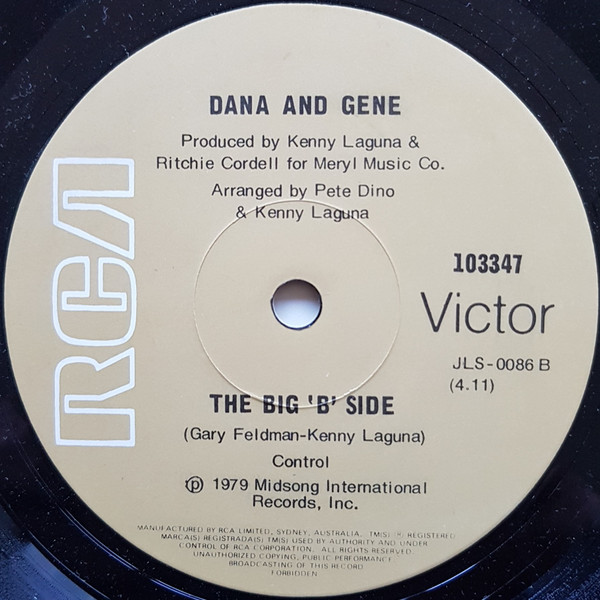 DANA AND GENE
Produced by Kenny Laguna &
Ritchie Cordell for Meryl Music Co.
Arranged by Pete Dino
& Kenny Laguna
RCA
103347
Victor
JLS-0086 B
(4.11)
THE BIG 'B' SIDE
(Gary Feldman-Kenny Laguna)
Control
℗ 1979 Midsong International
Records, Inc.
MANUFACTURED BY RCA LIMITED, SYDNEY, AUSTRALIA. TM(S) ® REGISTERED
MARCA(S) REGISTRADA(S) TM(S) USED BY AUTHORITY AND UNDER
CONTROL OF RCA CORPORATION. ALL RIGHTS RESERVED.
UNAUTHORIZED COPYING, PUBLIC PERFORMANCE
BROADCASTING OF THIS RECORD
FORBIDDEN